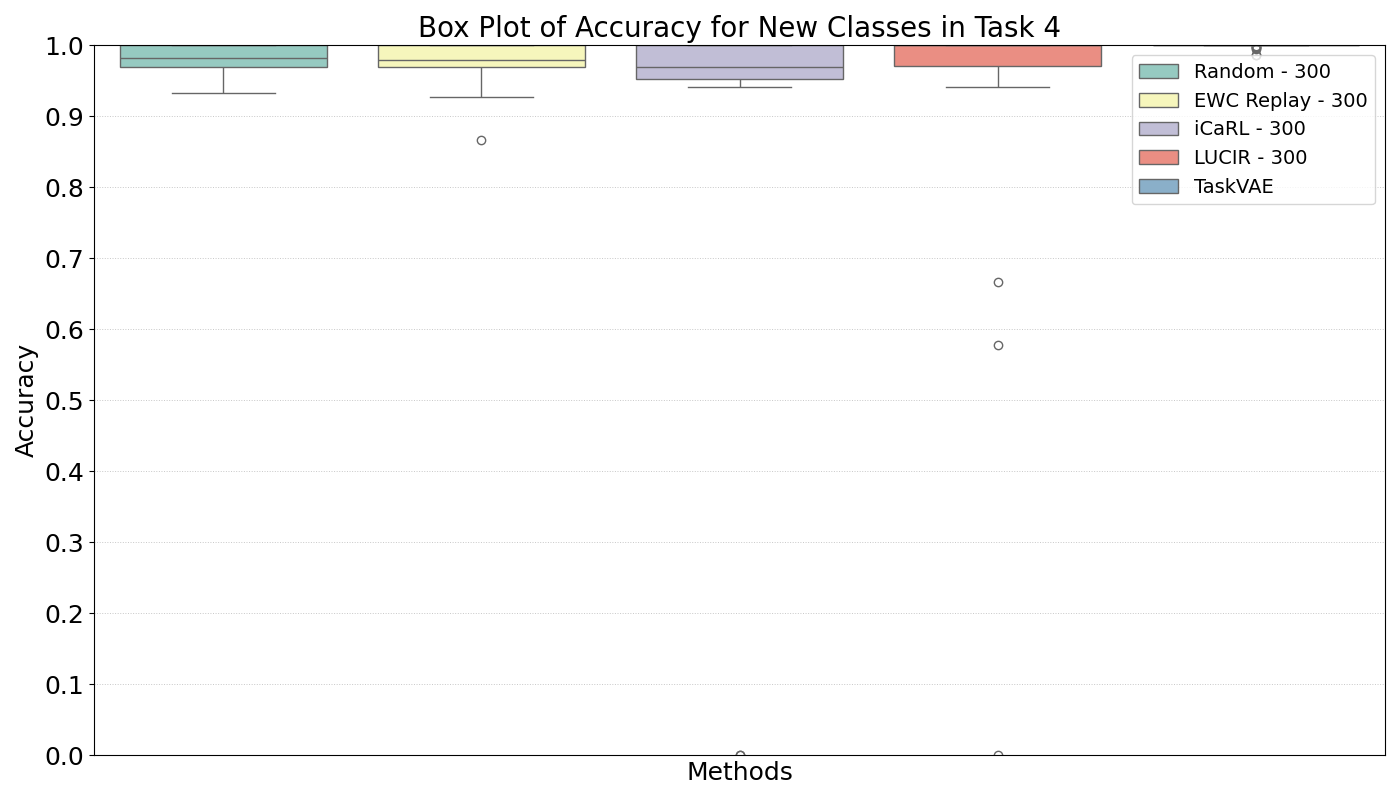 Box Plot of Accuracy for New Classes in Task 4
1.0
0.9
0.8
0.7
0.6
0.5
0.4
0.3
0.2
0.1
0.0
Accuracy
Methods
Random - 300
EWC Replay - 300
iCaRL - 300
LUCIR - 300
TaskVAE